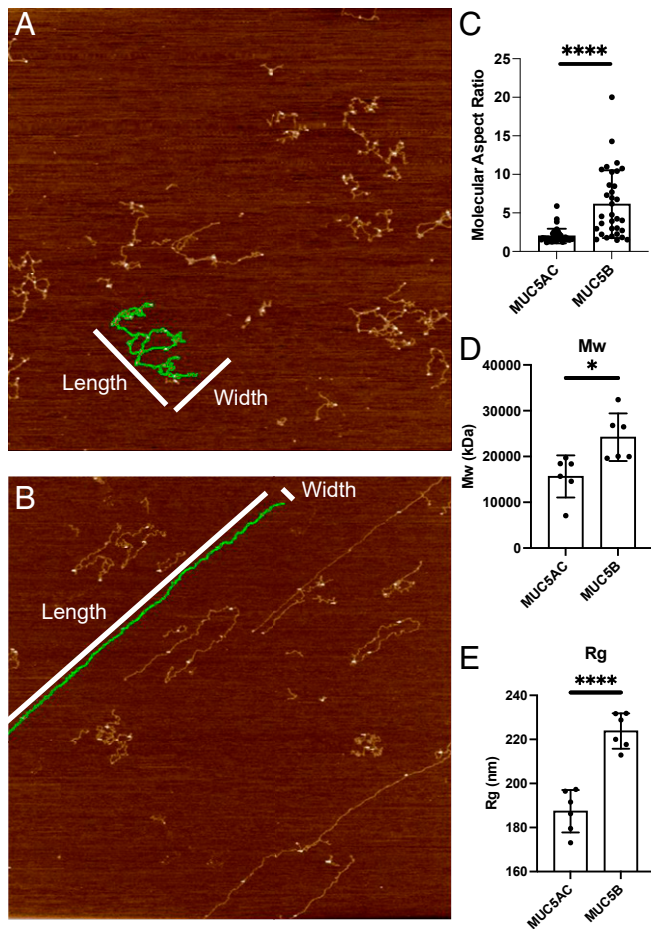 A
Length
Width
B
Width
Length
C
****
Molecular Aspect Ratio
25
20
15
10
5
0
MUC5AC
MUC5B
D
Mw
*
Mw (kDa)
40000
30000
20000
10000
0
MUC5AC
MUC5B
E
Rg
****
Rg (nm)
240
220
200
180
160
MUC5AC
MUC5B